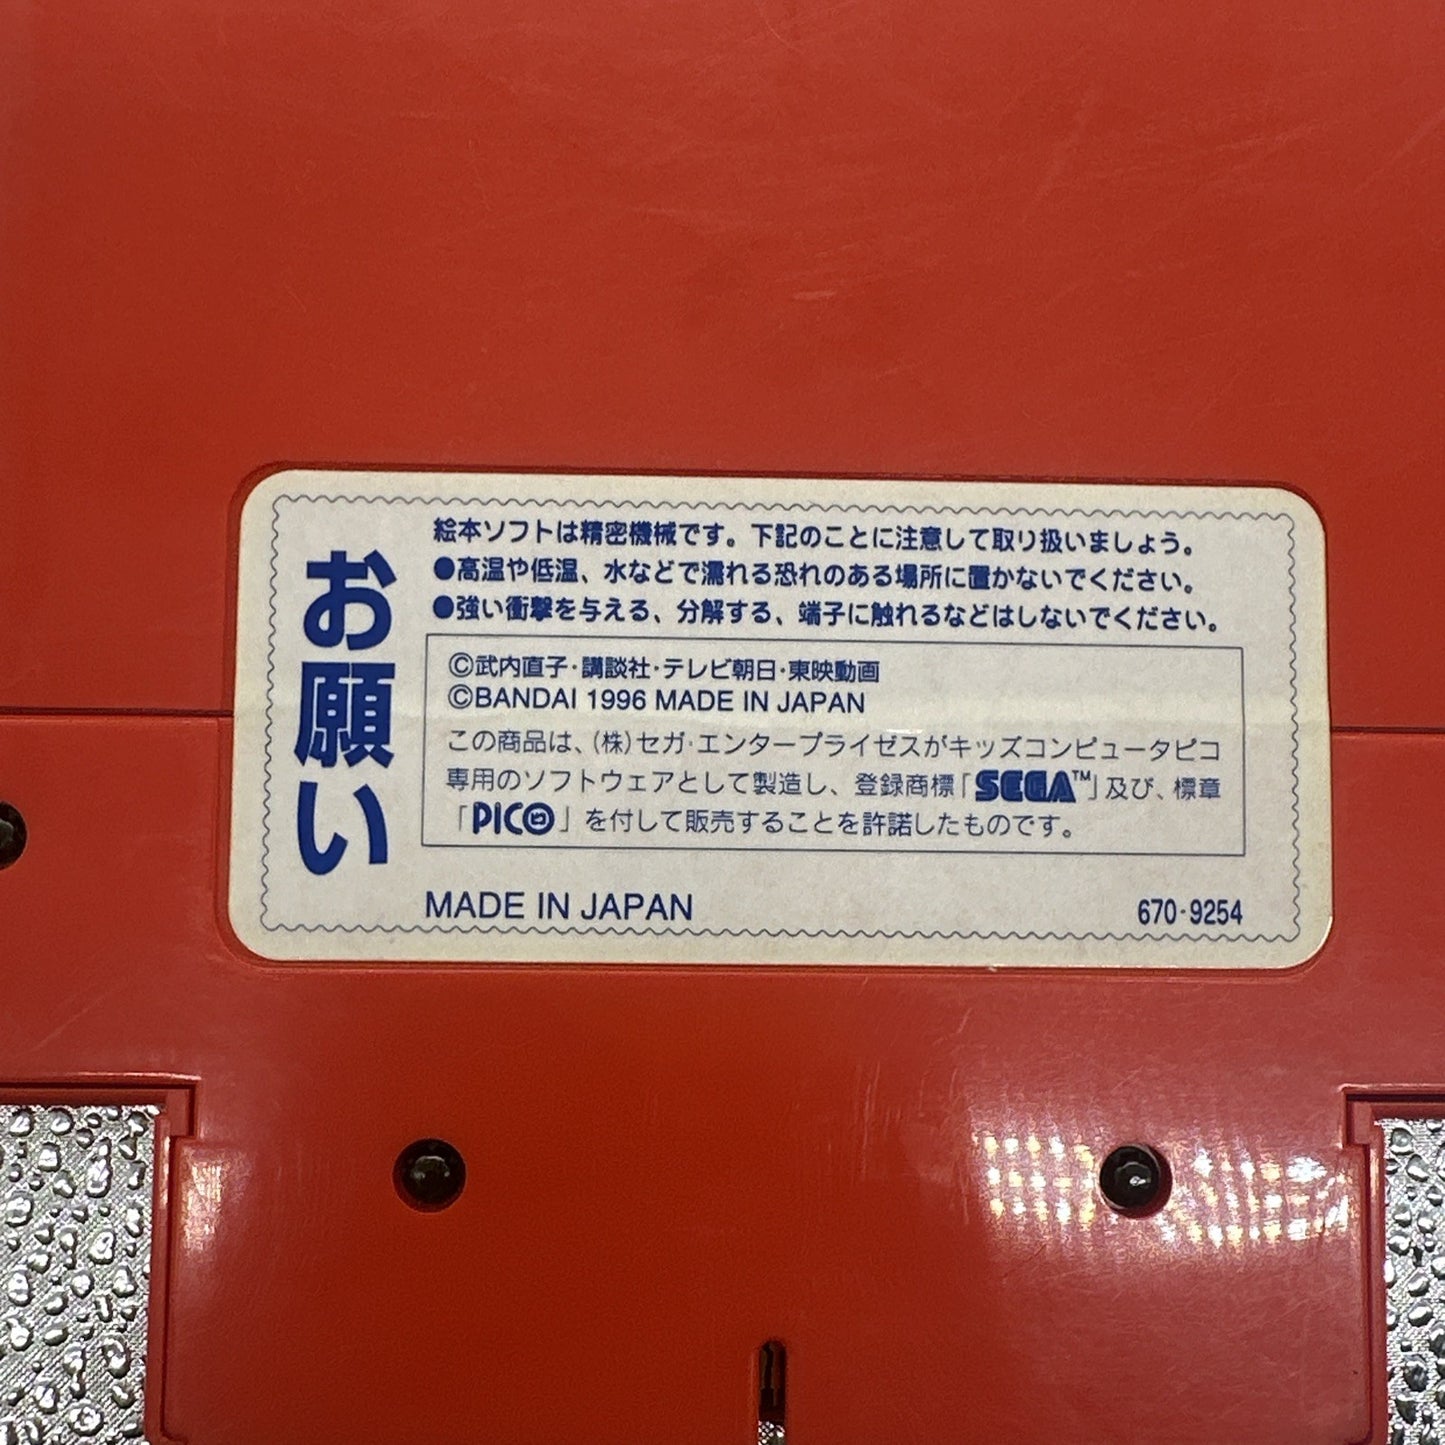 お願い
絵本ソフトは精密機械です。下記のことに注意して取り扱いましょう。
●高温や低温、水などで濡れる恐れのある場所に置かないでください。
●強い衝撃を与える、分解する、端子に触れるなどはしないでください。
©武内直子･講談社･テレビ朝日･東映動画
©BANDAI 1996 MADE IN JAPAN
この商品は、(株)セガ･エンタープライゼスがキッズコンピュータピコ
専用のソフトウェアとして製造し、登録商標「SEGA™」及び、標章
「PICO」を付して販売することを許諾したものです。
MADE IN JAPAN
670-9254